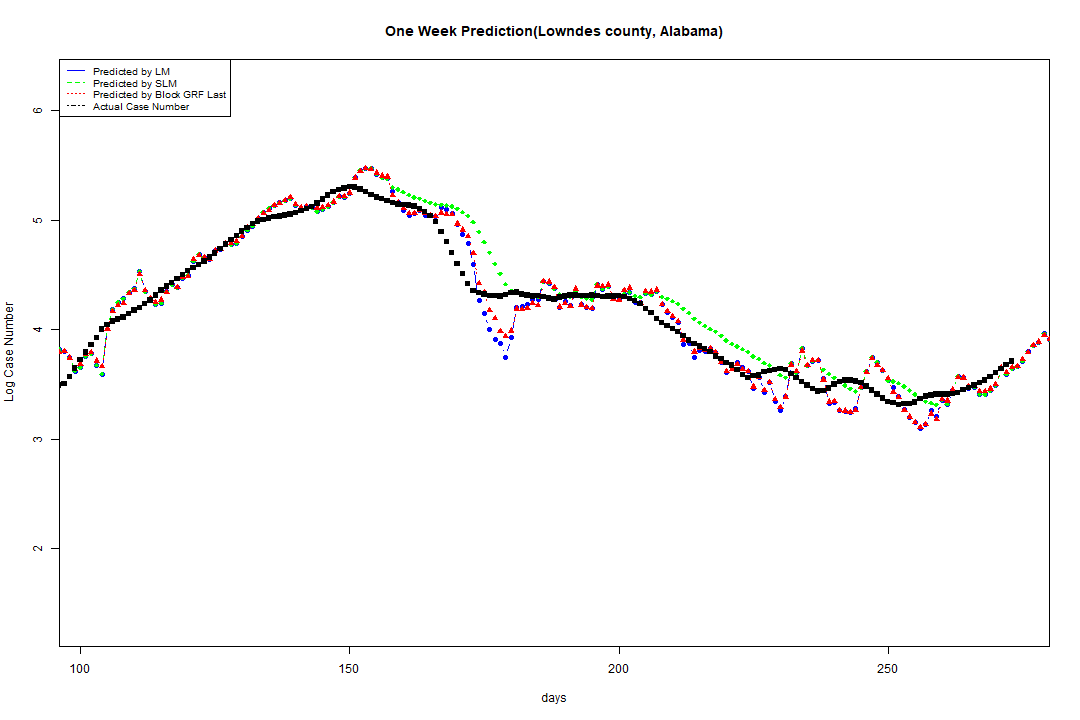 One Week Prediction(Lowndes county, Alabama)
Predicted by LM
Predicted by SLM
Predicted by Block GRF Last
Actual Case Number
6
5
4
3
2
Log Case Number
100 150 200 250
days